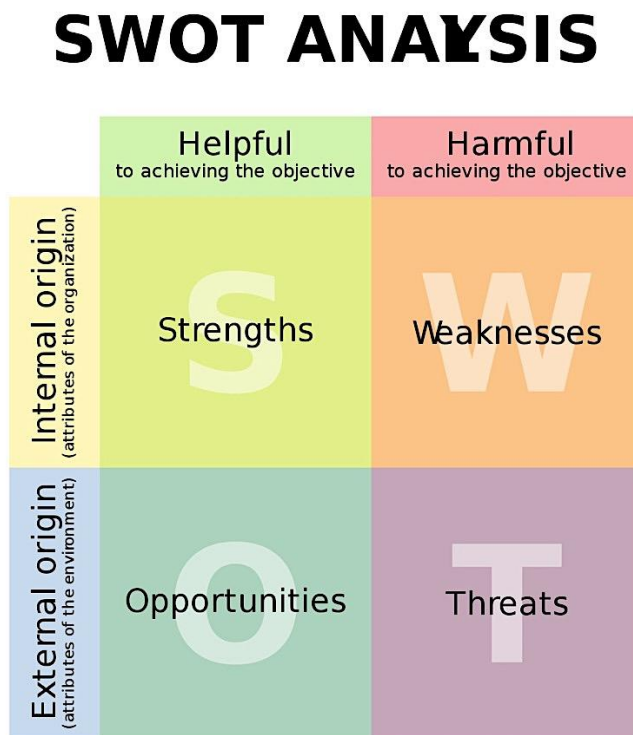 SWOT ANALYSIS
Helpful
to achieving the objective
Harmful
to achieving the objective
Internal origin
(attributes of the organization)
S
Strengths
W
Weaknesses
External origin
(attributes of the environment)
O
Opportunities
T
Threats